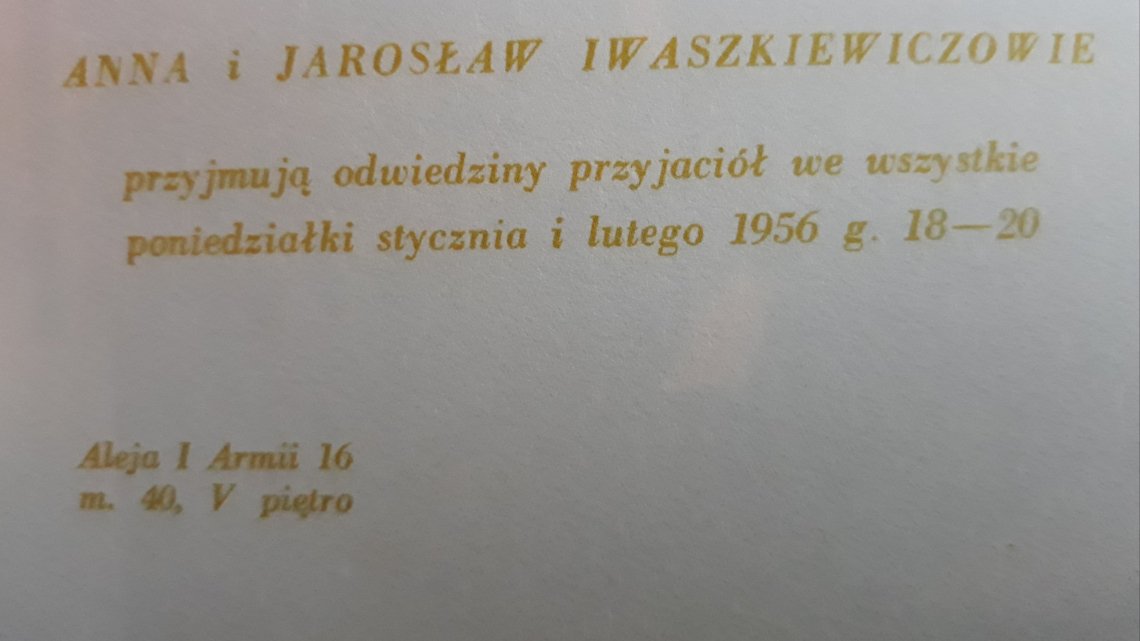 ANNA i JAROSŁAW IWASZKIEWICZOWIE
przyjmują odwiedziny przyjaciół we wszystkie
poniedziałki stycznia i lutego 1956 g. 18—20
Aleja I Armii 16
m. 40, V piętro